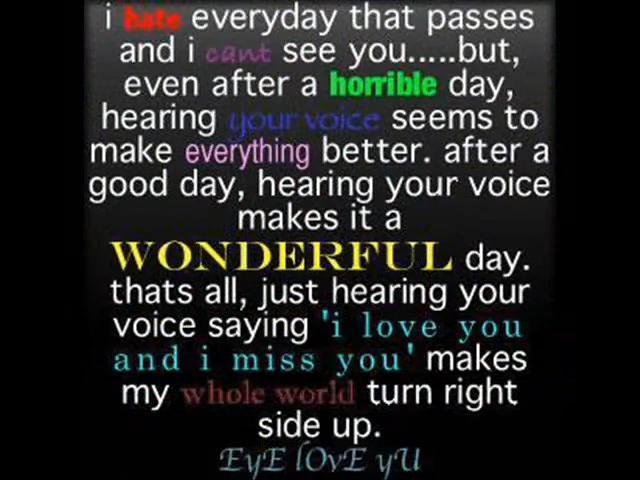 i hate everyday that passes
and i cant see you.....but,
even after a horrible day,
hearing your voice seems to
make everything better. after a
good day, hearing your voice
makes it a
WONDERFUL day.
thats all, just hearing your
voice saying 'i love you
and i miss you' makes
my whole world turn right
side up.
EyE lOvE yU